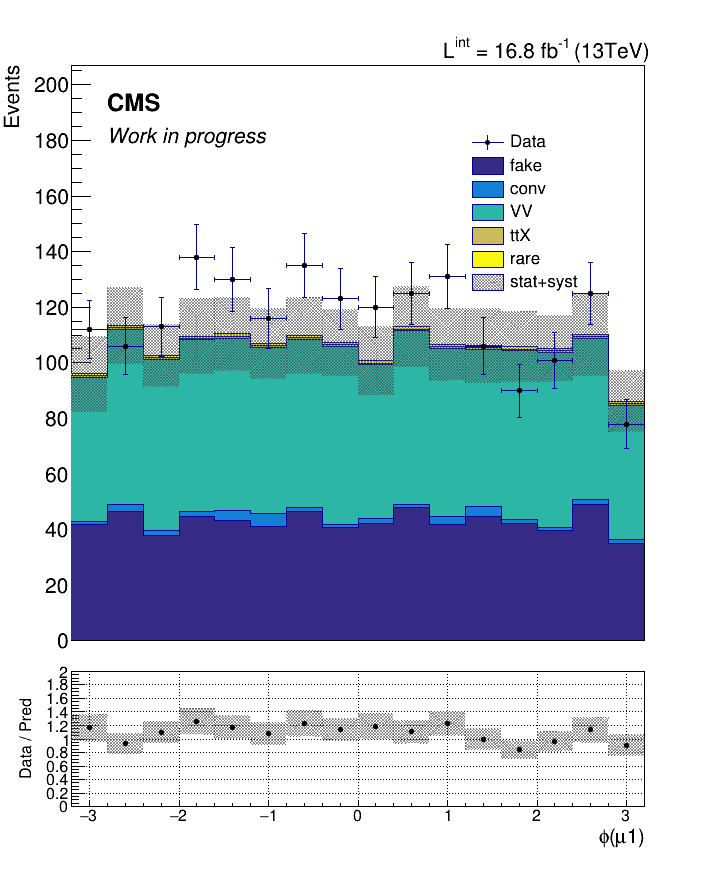 L^int = 16.8 fb^-1 (13TeV)
Events
200
180
160
140
120
100
80
60
40
20
0
CMS
Work in progress
Data
fake
conv
VV
ttX
rare
stat+syst
Data / Pred
2
1.8
1.6
1.4
1.2
1
0.8
0.6
0.4
0.2
0
−3 −2 −1 0 1 2 3
ϕ(μ1)